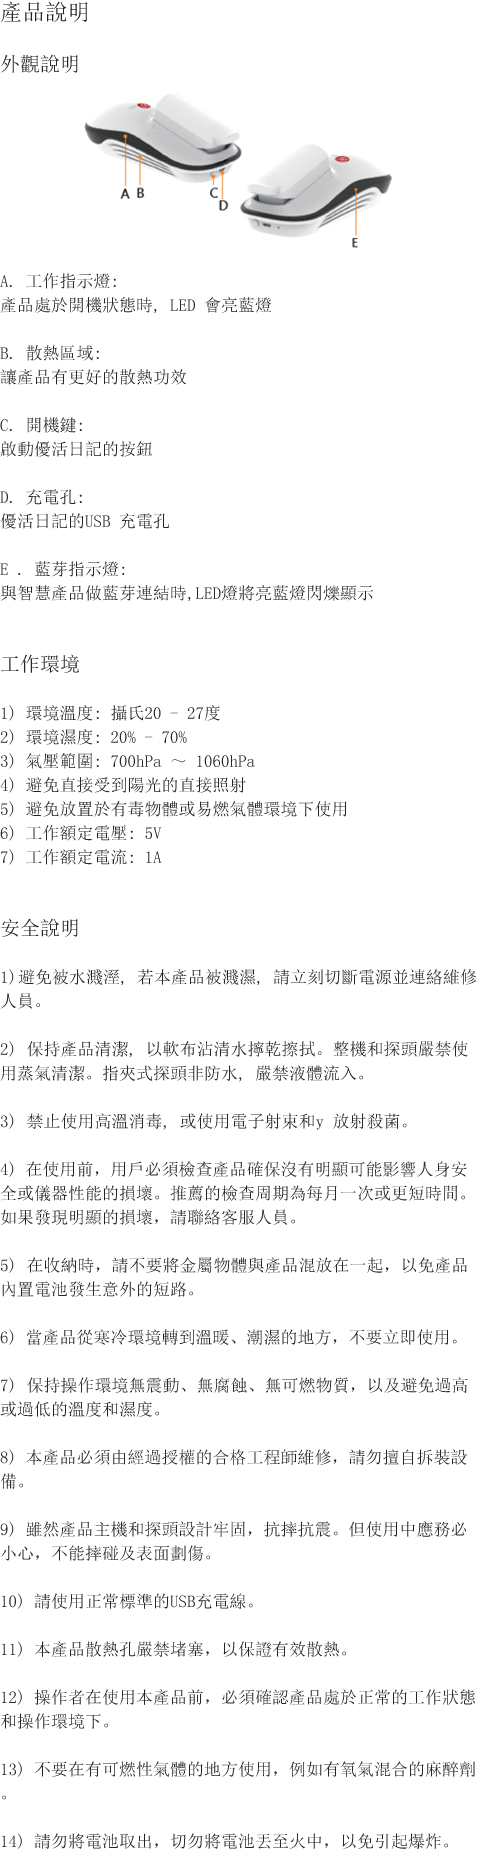 產品說明
外觀說明
A B C D
E
A. 工作指示燈:
產品處於開機狀態時, LED 會亮藍燈
B. 散熱區域:
讓產品有更好的散熱功效
C. 開機鍵:
啟動優活日記的按鈕
D. 充電孔:
優活日記的USB 充電孔
E . 藍芽指示燈:
與智慧產品做藍芽連結時,LED燈將亮藍燈閃爍顯示
工作環境
1) 環境溫度: 攝氏20 - 27度
2) 環境濕度: 20% - 70%
3) 氣壓範圍: 700hPa ～ 1060hPa
4) 避免直接受到陽光的直接照射
5) 避免放置於有毒物體或易燃氣體環境下使用
6) 工作額定電壓: 5V
7) 工作額定電流: 1A
安全說明
1)避免被水濺溼, 若本產品被濺濕, 請立刻切斷電源並連絡維修
人員。
2) 保持產品清潔, 以軟布沾清水擰乾擦拭。整機和探頭嚴禁使
用蒸氣清潔。指夾式探頭非防水, 嚴禁液體流入。
3) 禁止使用高溫消毒, 或使用電子射束和y 放射殺菌。
4) 在使用前，用戶必須檢查產品確保沒有明顯可能影響人身安
全或儀器性能的損壞。推薦的檢查周期為每月一次或更短時間。
如果發現明顯的損壞，請聯絡客服人員。
5) 在收納時，請不要將金屬物體與產品混放在一起，以免產品
內置電池發生意外的短路。
6) 當產品從寒冷環境轉到溫暖、潮濕的地方，不要立即使用。
7) 保持操作環境無震動、無腐蝕、無可燃物質，以及避免過高
或過低的溫度和濕度。
8) 本產品必須由經過授權的合格工程師維修，請勿擅自拆裝設
備。
9) 雖然產品主機和探頭設計牢固，抗摔抗震。但使用中應務必
小心，不能摔碰及表面劃傷。
10) 請使用正常標準的USB充電線。
11) 本產品散熱孔嚴禁堵塞，以保證有效散熱。
12) 操作者在使用本產品前，必須確認產品處於正常的工作狀態
和操作環境下。
13) 不要在有可燃性氣體的地方使用，例如有氧氣混合的麻醉劑
。
14) 請勿將電池取出，切勿將電池丟至火中，以免引起爆炸。